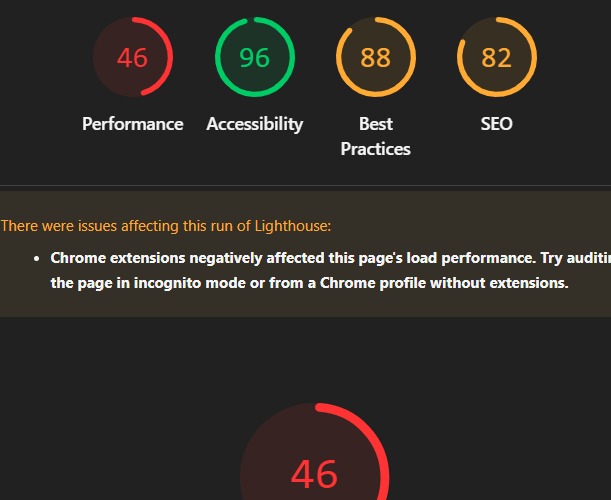 46 96 88 82
Performance Accessibility Best Practices SEO
There were issues affecting this run of Lighthouse:
• Chrome extensions negatively affected this page's load performance. Try
the page in incognito mode or from a Chrome profile without extensions.
46